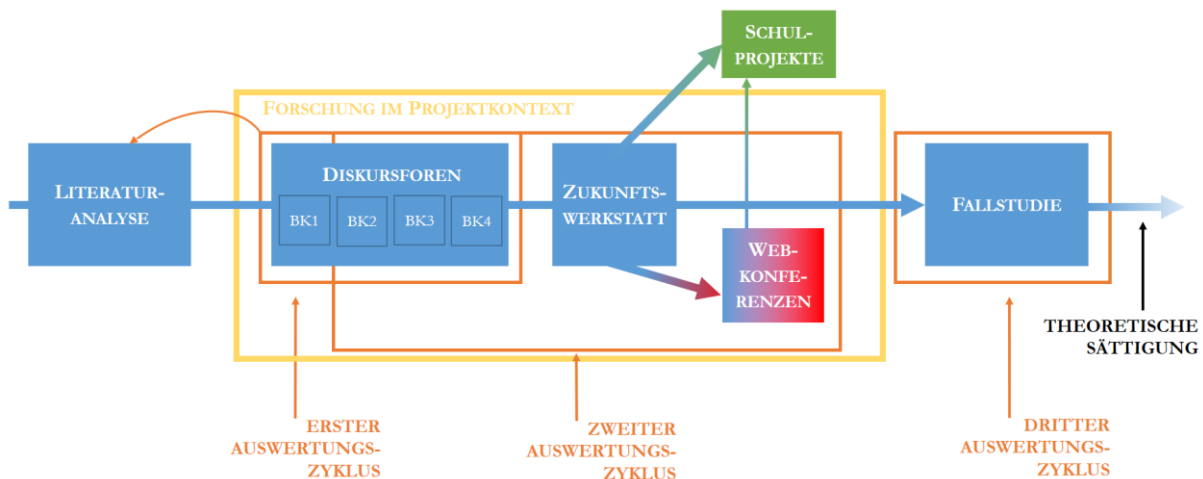 SCHUL-
PROJEKTE
FORSCHUNG IM PROJEKTKONTEXT
LITERATUR-
ANALYSE
DISKURSFOREN
BK1 BK2 BK3 BK4
ZUKUNFTS-
WERKSTATT
WEB-
KONFE-
RENZEN
FALLSTUDIE
THEORETISCHE
SÄTTIGUNG
ERSTER
AUSWERTUNGS-
ZYKLUS
ZWEITER
AUSWERTUNGS-
ZYKLUS
DRITTER
AUSWERTUNGS-
ZYKLUS